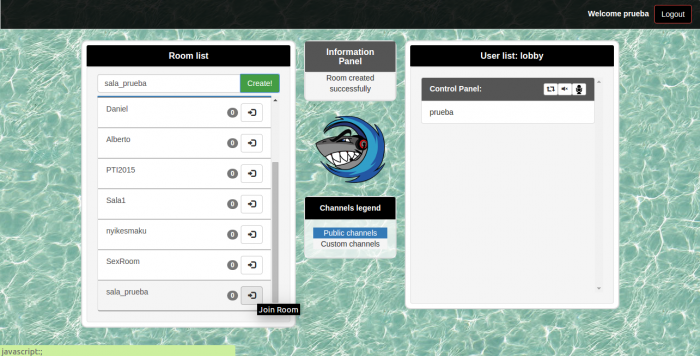 Welcome prueba
Logout
Room list
sala_prueba
Create!
Daniel
0
Alberto
0
PTI2015
0
Sala1
0
nyikesmaku
0
SexRoom
0
sala_prueba
0
Join Room
Information
Panel
Room created
successfully
Channels legend
Public channels
Custom channels
User list: lobby
Control Panel:
prueba
javascript:;